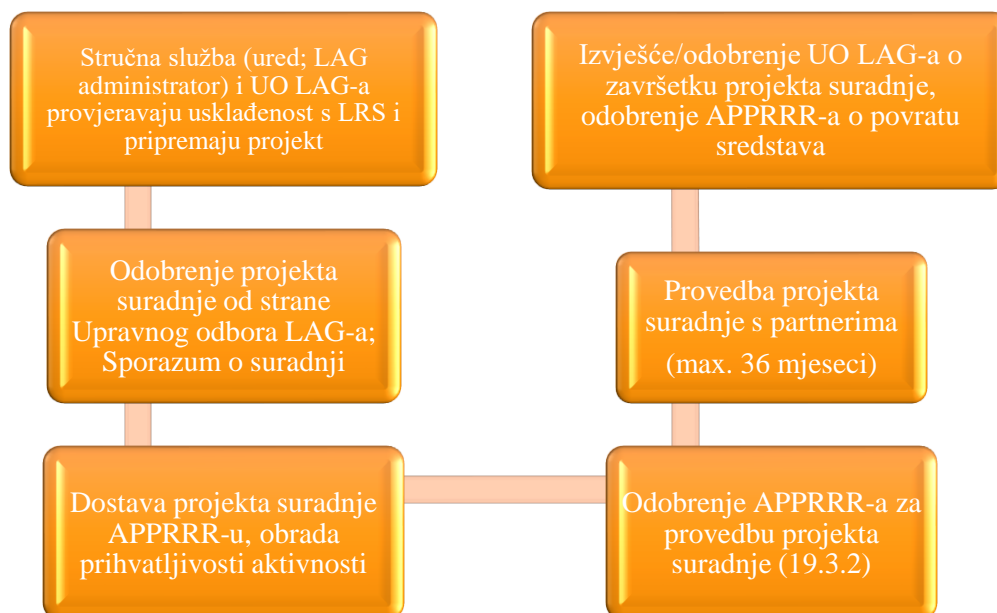 Stručna služba (ured; LAG
administrator) i UO LAG-a
provjeravaju usklađenost s LRS i
pripremaju projekt
Odobrenje projekta
suradnje od strane
Upravnog odbora LAG-a;
Sporazum o suradnji
Dostava projekta suradnje
APPRRR-u, obrada
prihvatljivosti aktivnosti
Odobrenje APPRRR-a za
provedbu projekta
suradnje (19.3.2)
Provedba projekta
suradnje s partnerima
(max. 36 mjeseci)
Izvješće/odobrenje UO LAG-a o
završetku projekta suradnje,
odobrenje APPRRR-a o povratu
sredstava